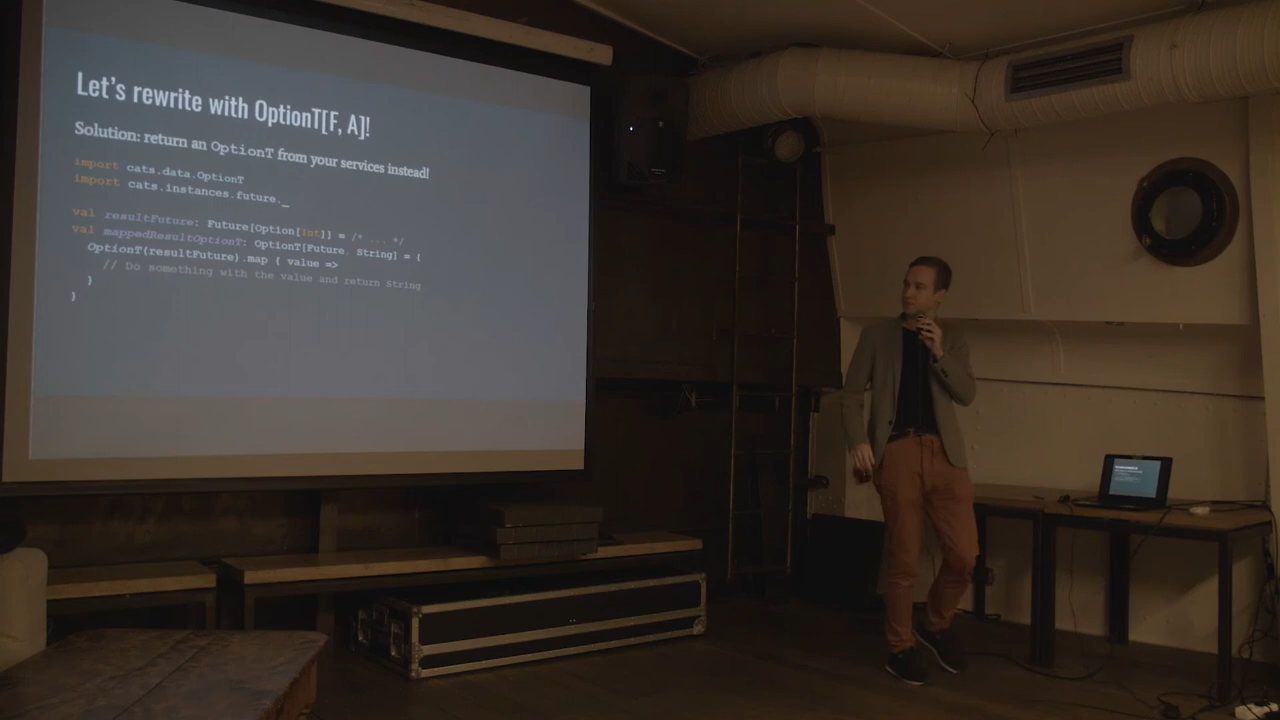 Let's rewrite with OptionT[F, A]!
Solution: return an OptionT from your services instead!
import cats.data.OptionT
import cats.instances.future._
val resultFuture: Future[Option[Int]] = /* ... */
val mappedResultOptionT: OptionT[Future, String] = {
OptionT(resultFuture).map { value =>
// Do something with the value and return String
}
}